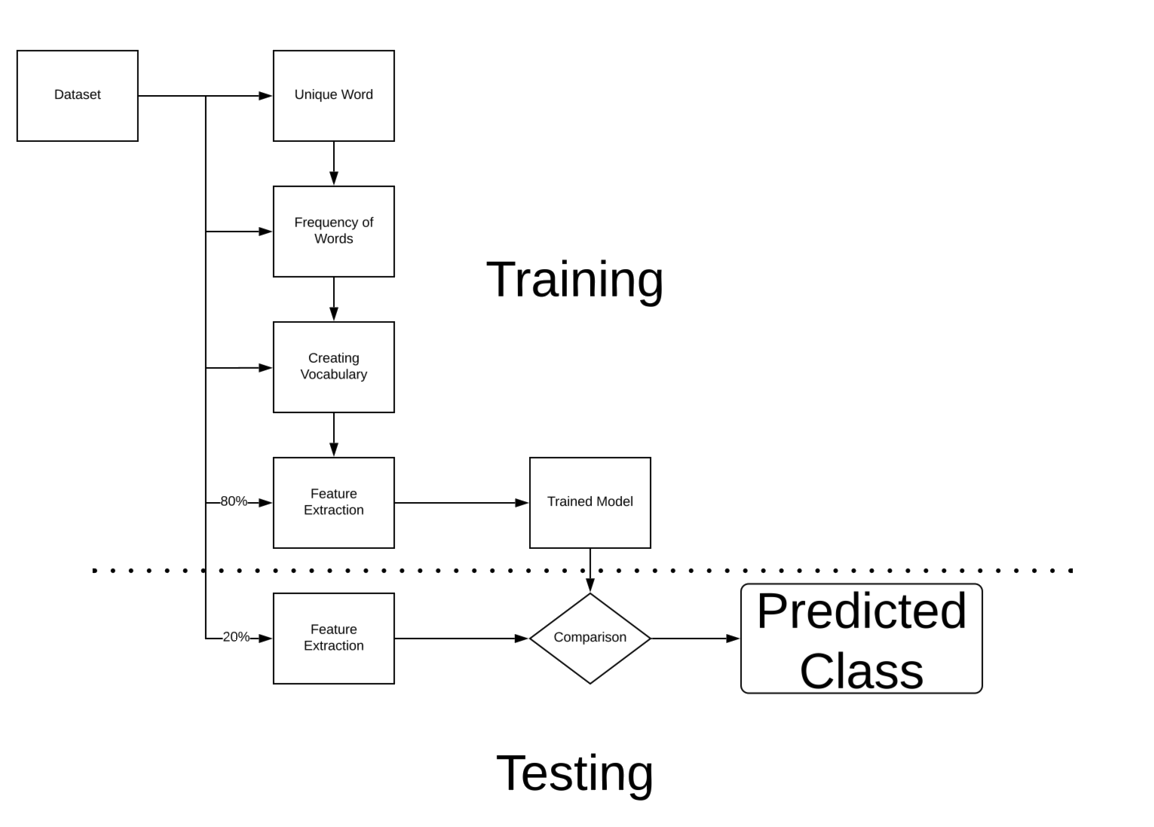 Dataset
Unique Word
Frequency of
Words
Training
Creating
Vocabulary
80%
Feature
Extraction
Trained Model
20%
Feature
Extraction
Comparison
Predicted
Class
Testing